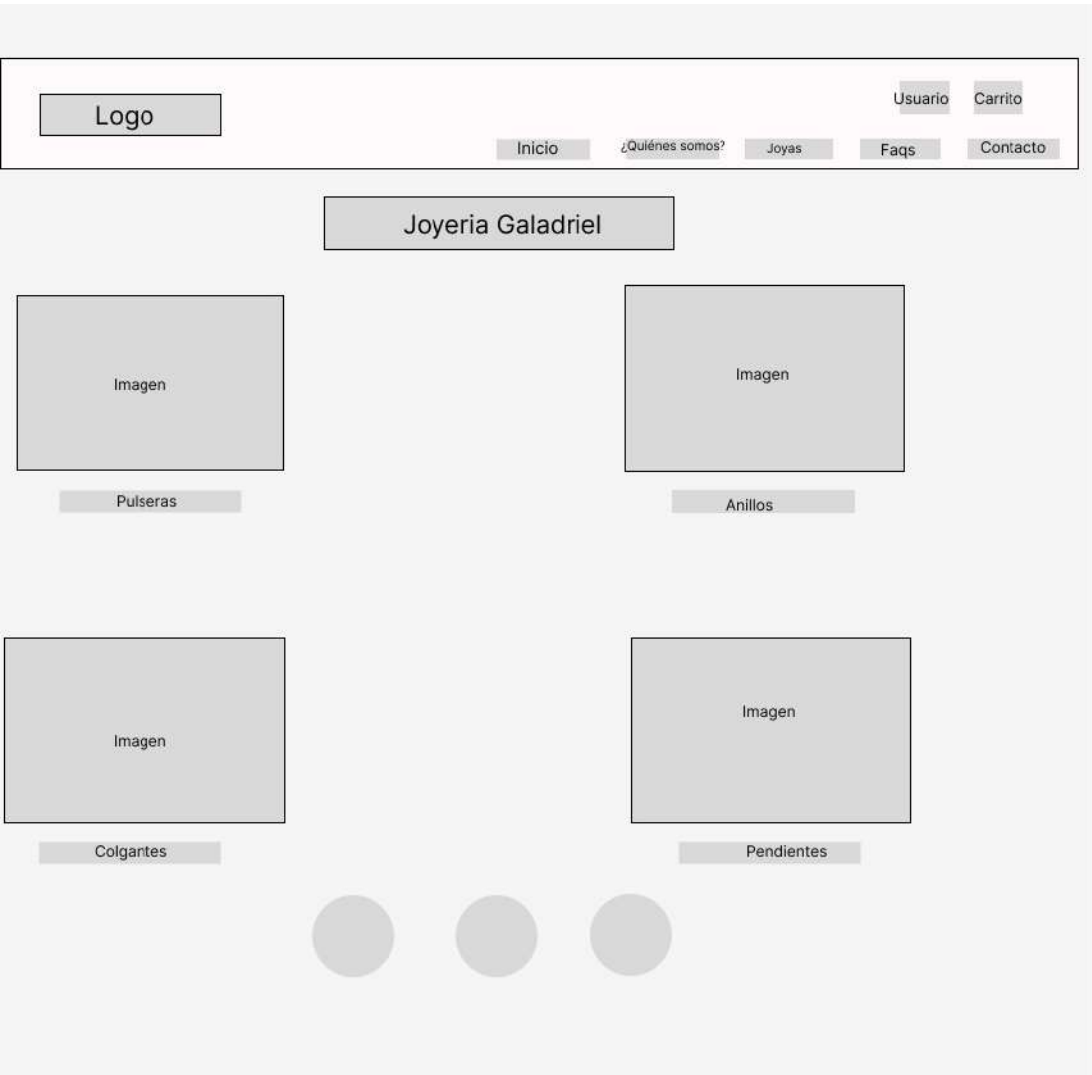 Logo
Usuario
Carrito
Inicio
¿Quiénes somos?
Joyas
Faqs
Contacto
Joyeria Galadriel
Imagen
Imagen
Pulseras
Anillos
Imagen
Imagen
Colgantes
Pendientes